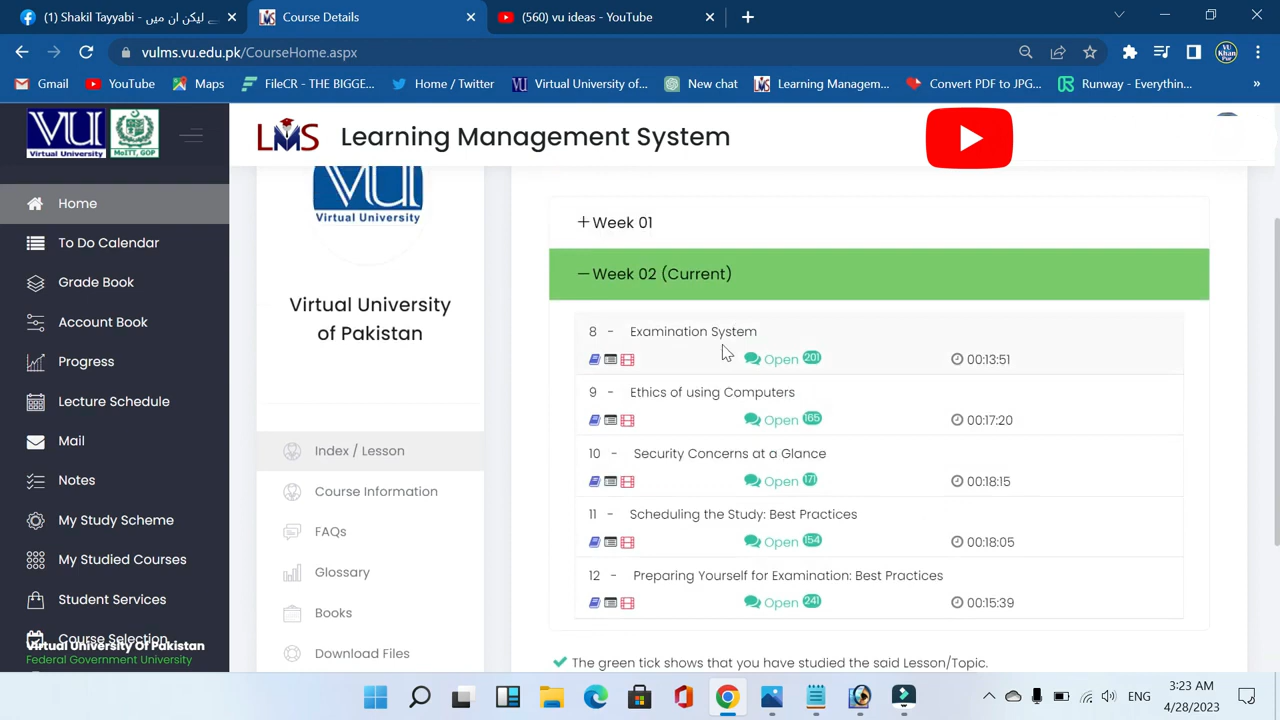 (1) Shakil Tayyabi - لیکن ان میں
Course Details
(560) vu ideas - YouTube
vulms.vu.edu.pk/CourseHome.aspx
Gmail
YouTube
Maps
FileCR - THE BIGGE...
Home / Twitter
Virtual University of...
New chat
Learning Managem...
Convert PDF to JPG...
Runway - Everythin...
»
VU
Virtual University
MoITT, GOP
LMS
Learning Management System
Home
To Do Calendar
Grade Book
Account Book
Progress
Lecture Schedule
Mail
Notes
My Study Scheme
My Studied Courses
Student Services
Course Selection
Virtual University Of Pakistan
Federal Government University
VU
Virtual University
Virtual University
of Pakistan
Index / Lesson
Course Information
FAQs
Glossary
Books
Download Files
Week 01
Week 02 (Current)
8 - Examination System
Open 201 00:13:51
9 - Ethics of using Computers
Open 165 00:17:20
10 - Security Concerns at a Glance
Open 171 00:18:15
11 - Scheduling the Study: Best Practices
Open 154 00:18:05
12 - Preparing Yourself for Examination: Best Practices
Open 241 00:15:39
The green tick shows that you have studied the said Lesson/Topic.
ENG
3:23 AM
4/28/2023